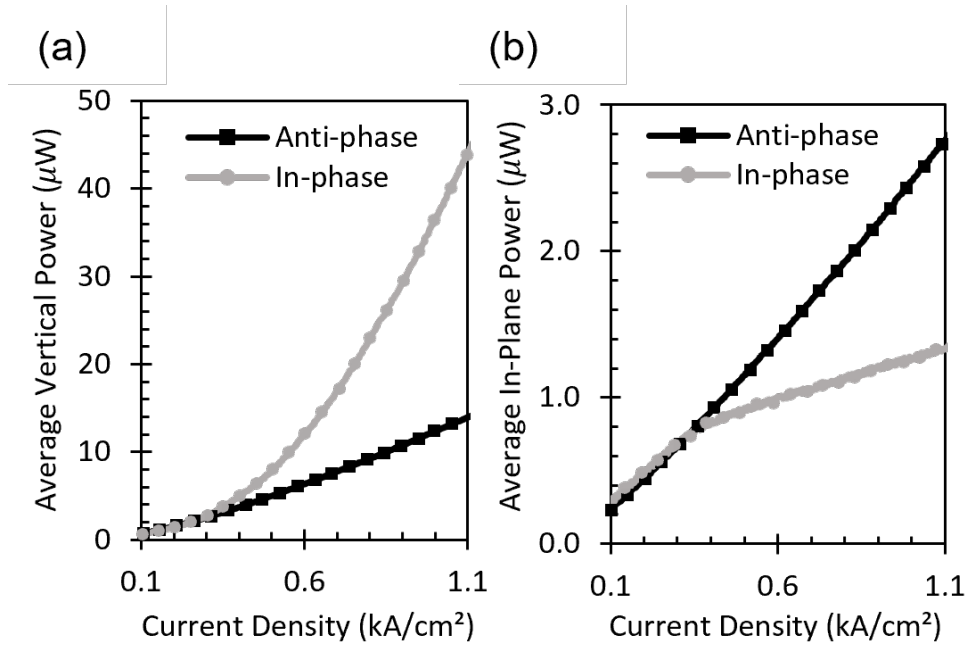 (a)
50
40
30
20
10
0
Average Vertical Power (μW)
Anti-phase
In-phase
0.1 0.6 1.1
Current Density (kA/cm²)
(b)
3.0
2.0
1.0
0.0
Average In-Plane Power (μW)
Anti-phase
In-phase
0.1 0.6 1.1
Current Density (kA/cm²)